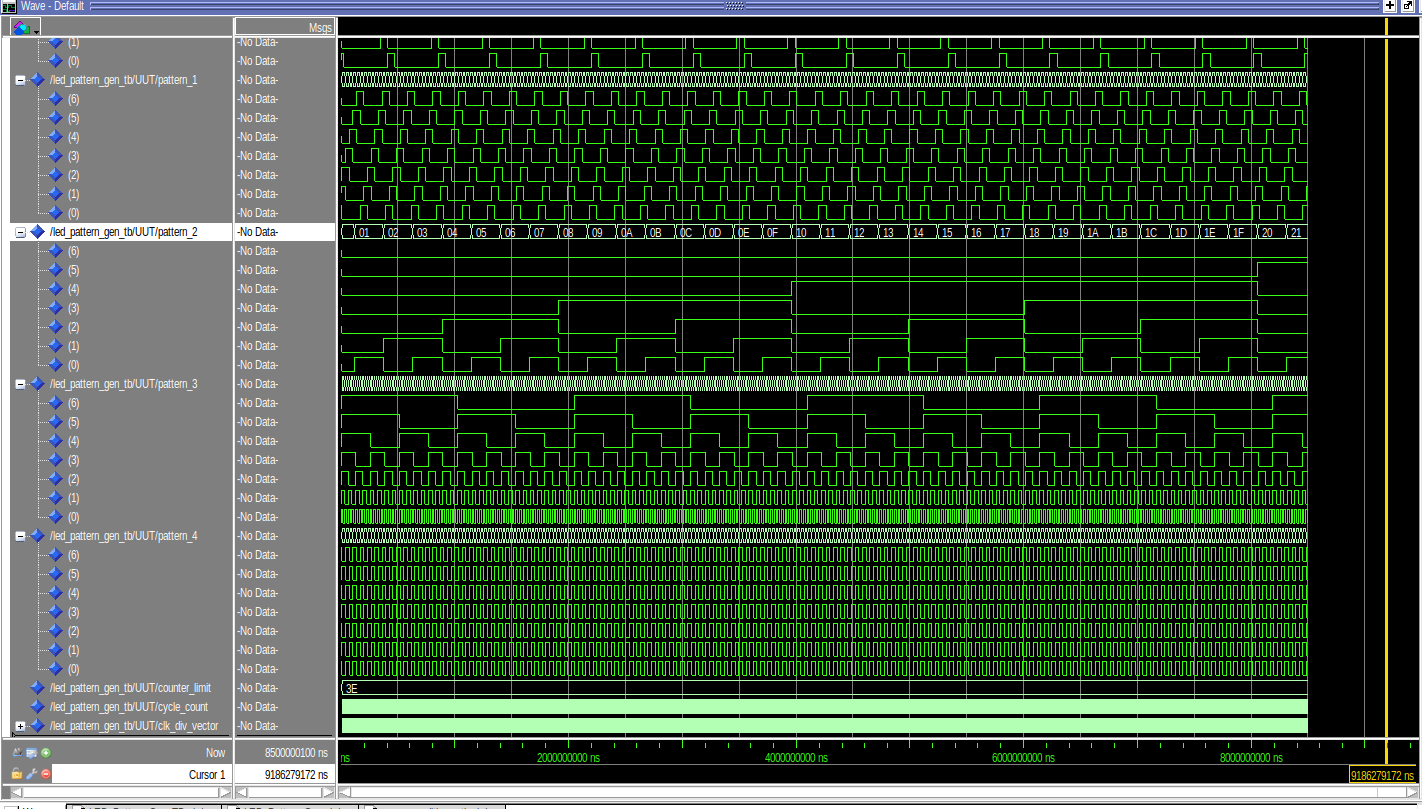 Wave - Default
Msgs
(1) -No Data-
(0) -No Data-
/led_pattern_gen_tb/UUT/pattern_1 -No Data-
(6) -No Data-
(5) -No Data-
(4) -No Data-
(3) -No Data-
(2) -No Data-
(1) -No Data-
(0) -No Data-
/led_pattern_gen_tb/UUT/pattern_2 -No Data- 01 02 03 04 05 06 07 08 09 0A 0B 0C 0D 0E 0F 10 11 12 13 14 15 16 17 18 19 1A 1B 1C 1D 1E 1F 20 21
(6) -No Data-
(5) -No Data-
(4) -No Data-
(3) -No Data-
(2) -No Data-
(1) -No Data-
(0) -No Data-
/led_pattern_gen_tb/UUT/pattern_3 -No Data-
(6) -No Data-
(5) -No Data-
(4) -No Data-
(3) -No Data-
(2) -No Data-
(1) -No Data-
(0) -No Data-
/led_pattern_gen_tb/UUT/pattern_4 -No Data-
(6) -No Data-
(5) -No Data-
(4) -No Data-
(3) -No Data-
(2) -No Data-
(1) -No Data-
(0) -No Data-
/led_pattern_gen_tb/UUT/counter_limit -No Data- 3E
/led_pattern_gen_tb/UUT/cycle_count -No Data-
/led_pattern_gen_tb/UUT/clk_div_vector -No Data-
Now 8500000100 ns ns 2000000000 ns 4000000000 ns 6000000000 ns 8000000000 ns
Cursor 1 9186279172 ns 9186279172 ns